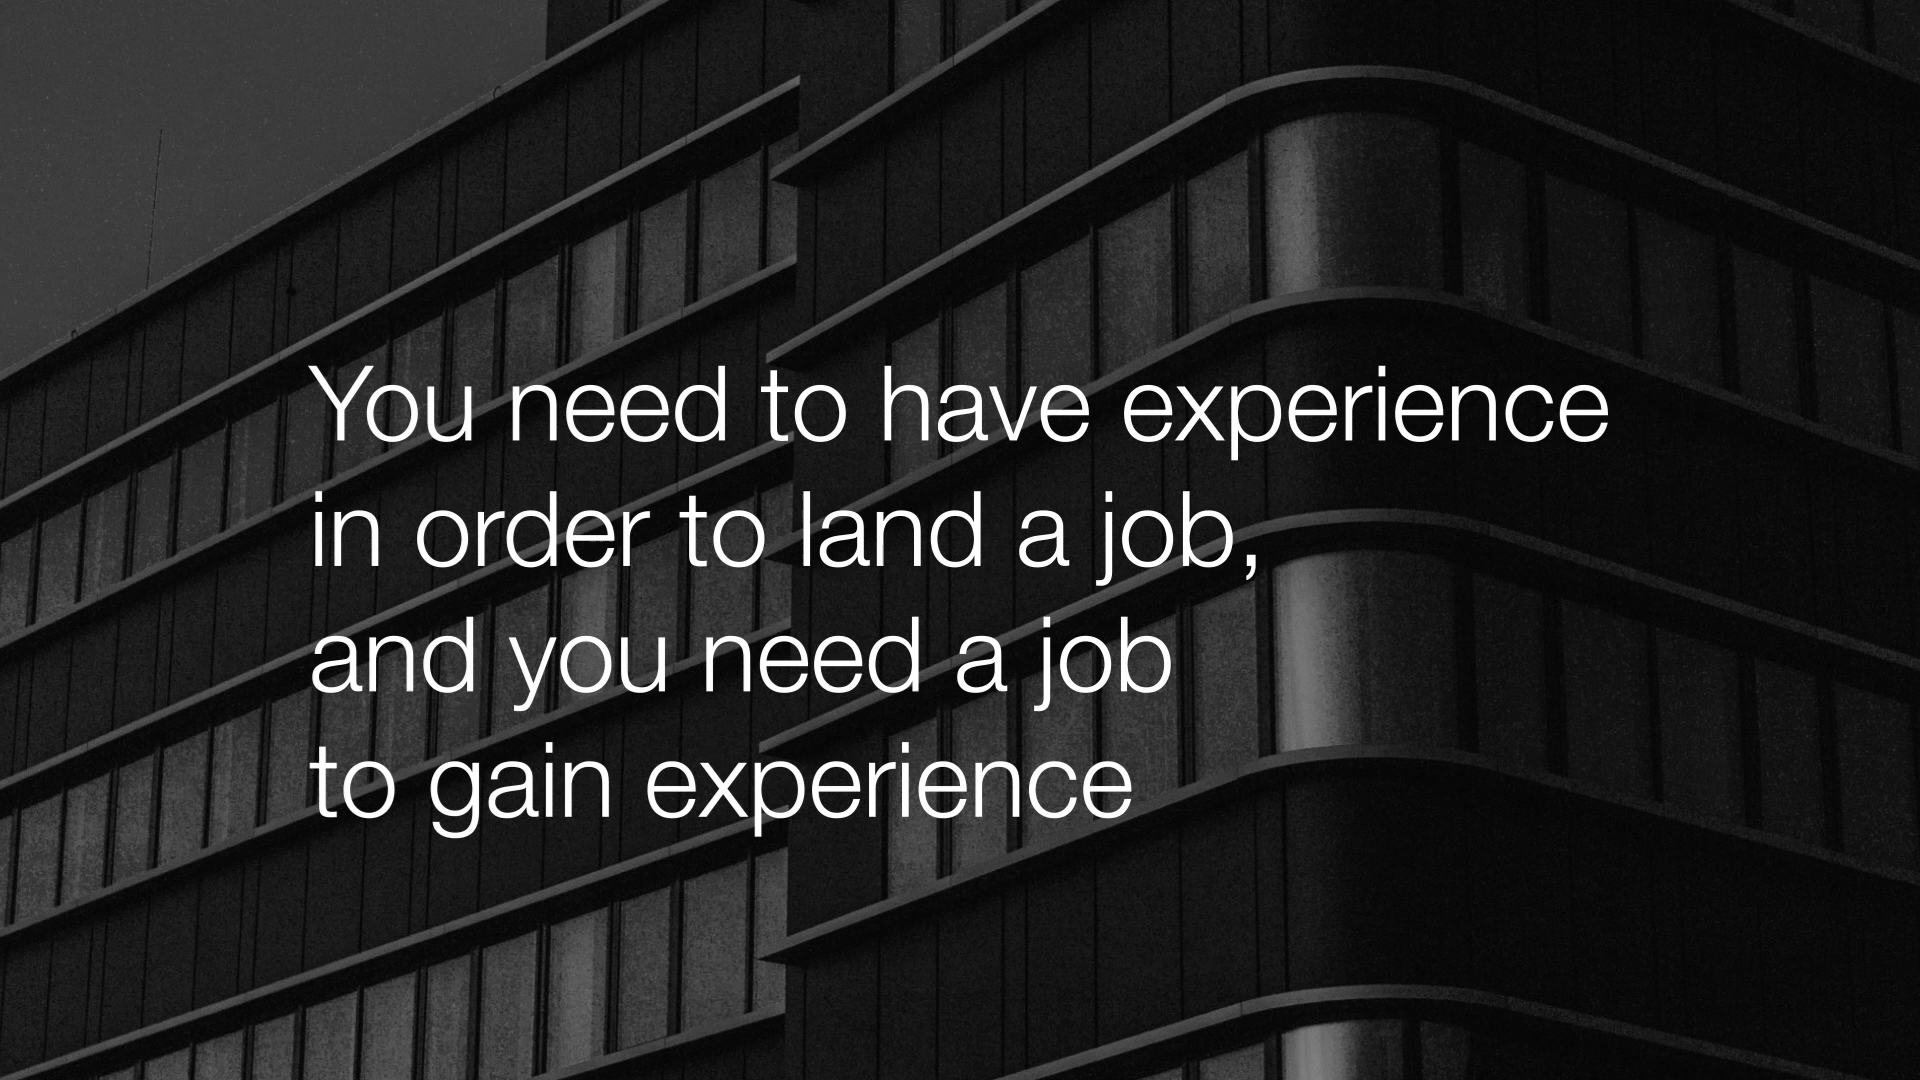 You need to have experience
in order to land a job,
and you need a job
to gain experience